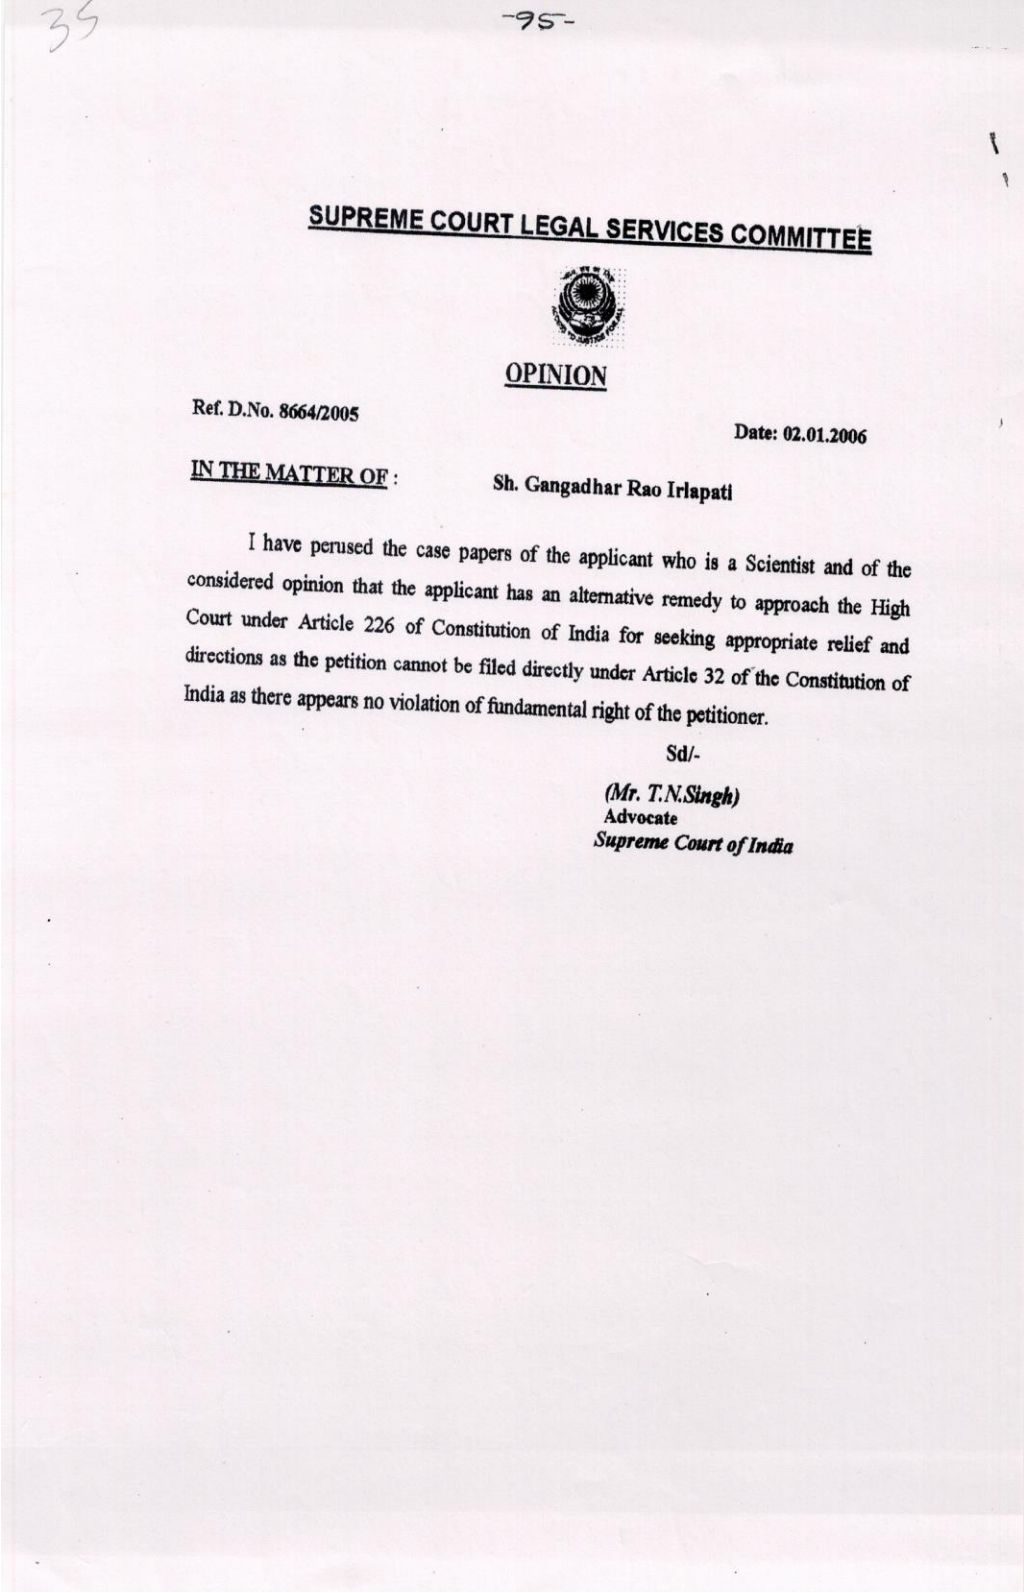 35
-95-
SUPREME COURT LEGAL SERVICES COMMITTEE
ACCESS TO JUSTICE FOR ALL
OPINION
Ref. D.No. 8664/2005
Date: 02.01.2006
IN THE MATTER OF : Sh. Gangadhar Rao Irlapati
I have perused the case papers of the applicant who is a Scientist and of the
considered opinion that the applicant has an alternative remedy to approach the High
Court under Article 226 of Constitution of India for seeking appropriate relief and
directions as the petition cannot be filed directly under Article 32 of the Constitution of
India as there appears no violation of fundamental right of the petitioner.
Sd/-
(Mr. T.N.Singh)
Advocate
Supreme Court of India